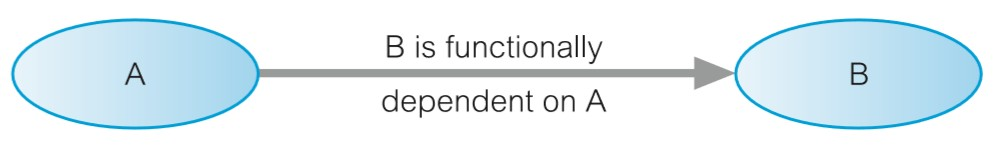 A
B is functionally
dependent on A
B